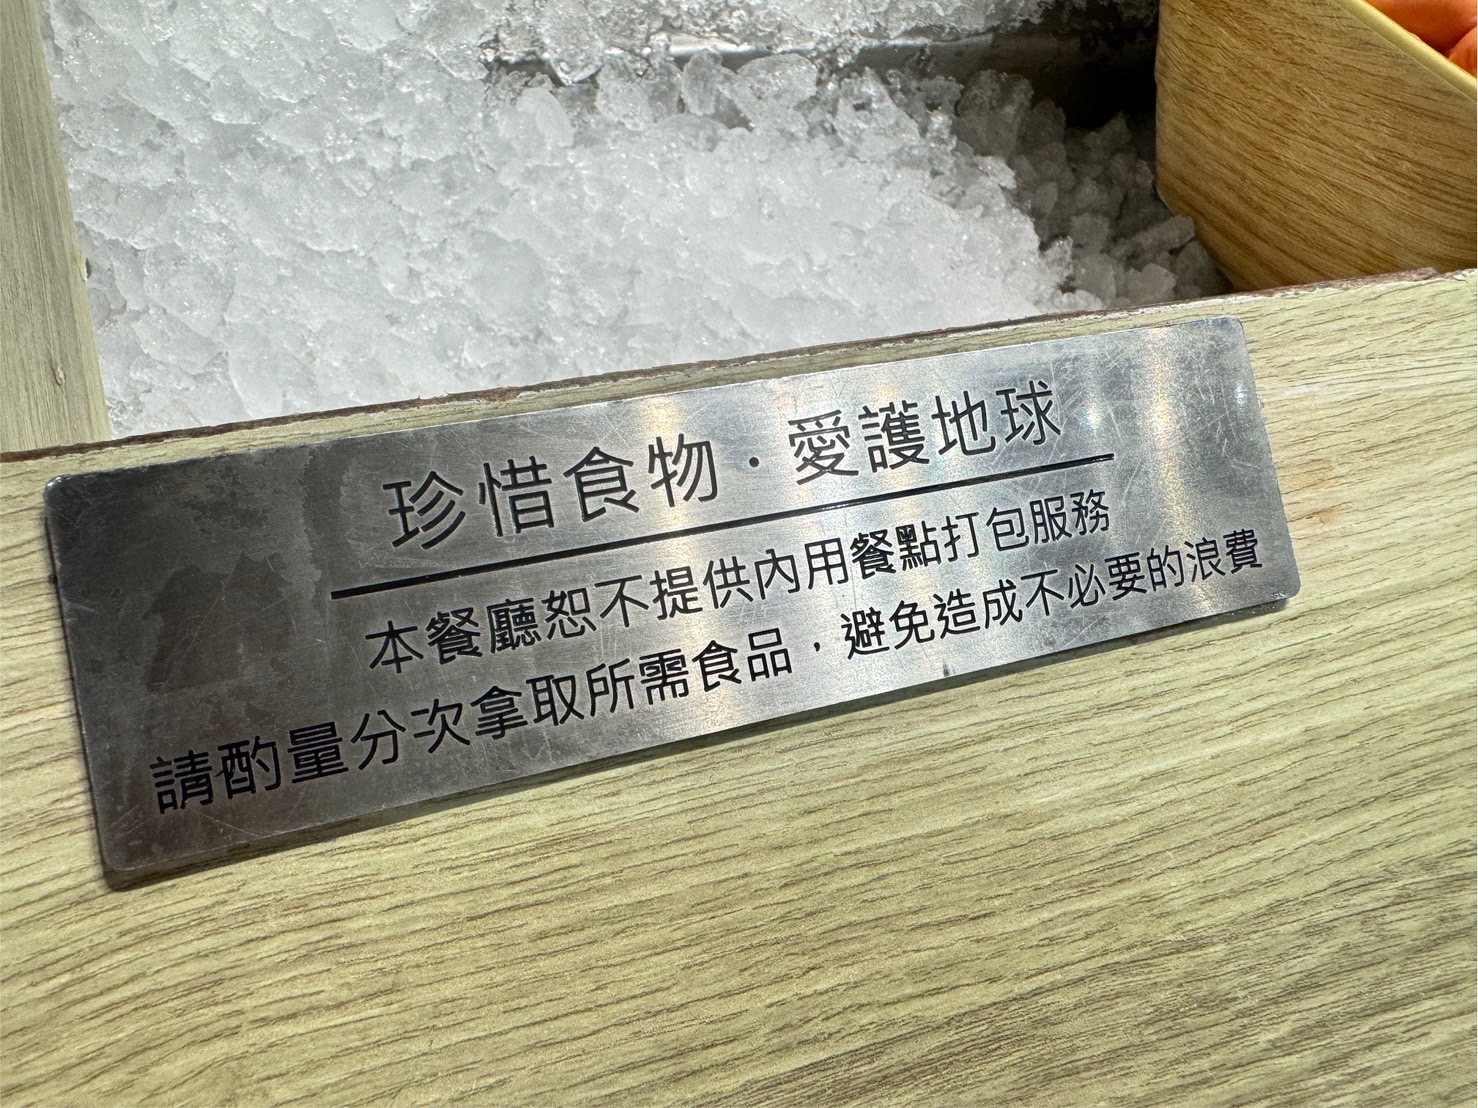 珍惜食物·愛護地球
本餐廳恕不提供內用餐點打包服務
請酌量分次拿取所需食品，避免造成不必要的浪費